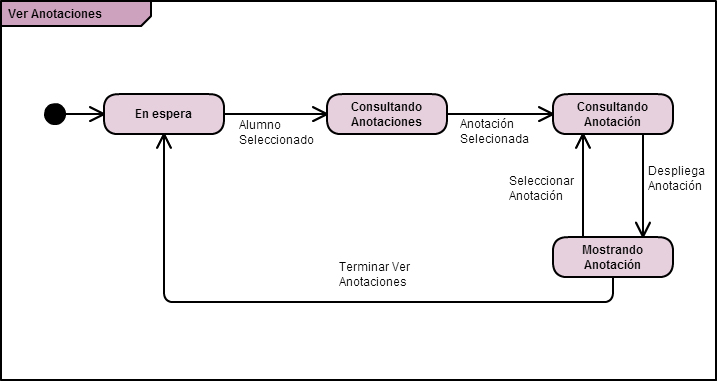 Ver Anotaciones
En espera
Alumno
Seleccionado
Consultando
Anotaciones
Anotación
Selecionada
Consultando
Anotación
Seleccionar
Anotación
Despliega
Anotación
Mostrando
Anotación
Terminar Ver
Anotaciones